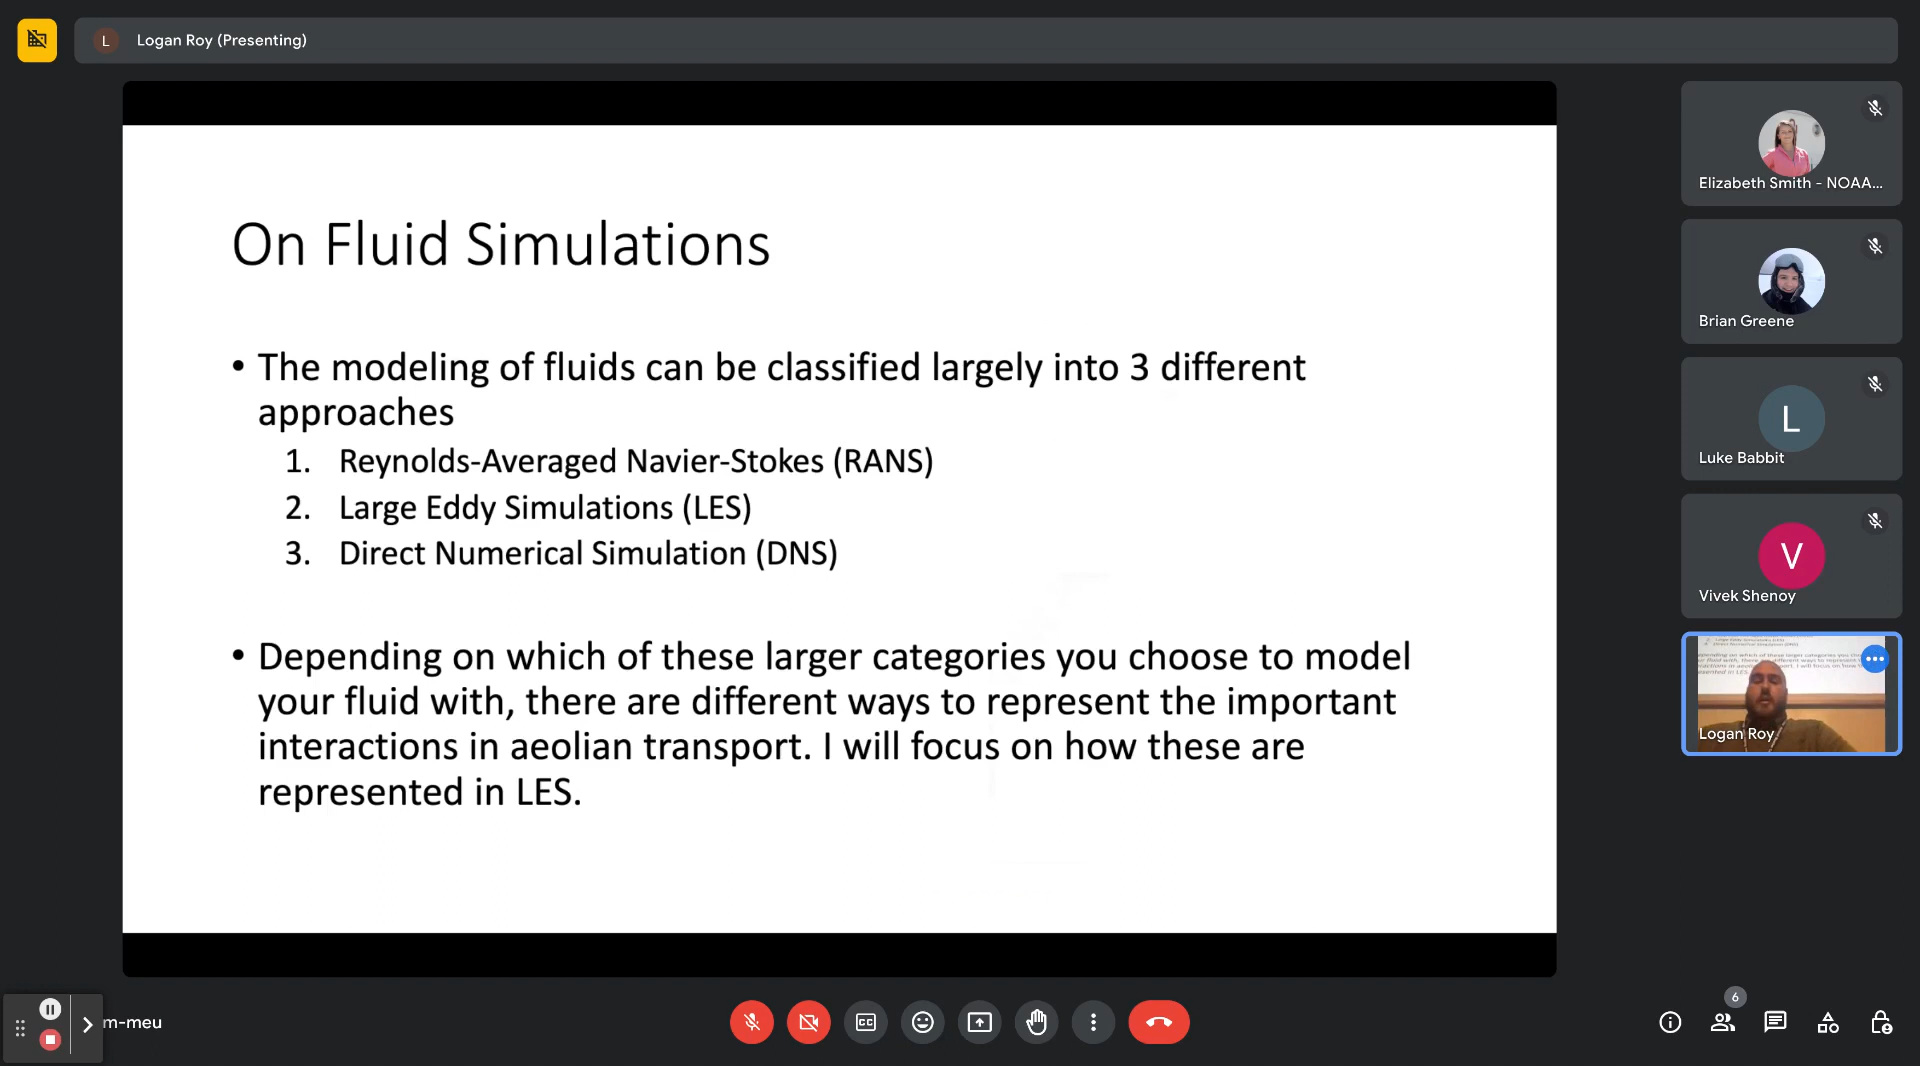 L Logan Roy (Presenting)
On Fluid Simulations
• The modeling of fluids can be classified largely into 3 different
approaches
1. Reynolds-Averaged Navier-Stokes (RANS)
2. Large Eddy Simulations (LES)
3. Direct Numerical Simulation (DNS)
• Depending on which of these larger categories you choose to model
your fluid with, there are different ways to represent the important
interactions in aeolian transport. I will focus on how these are
represented in LES.
Elizabeth Smith - NOAA...
Brian Greene
L
Luke Babbit
V
Vivek Shenoy
Logan Roy
m-meu
CC
6